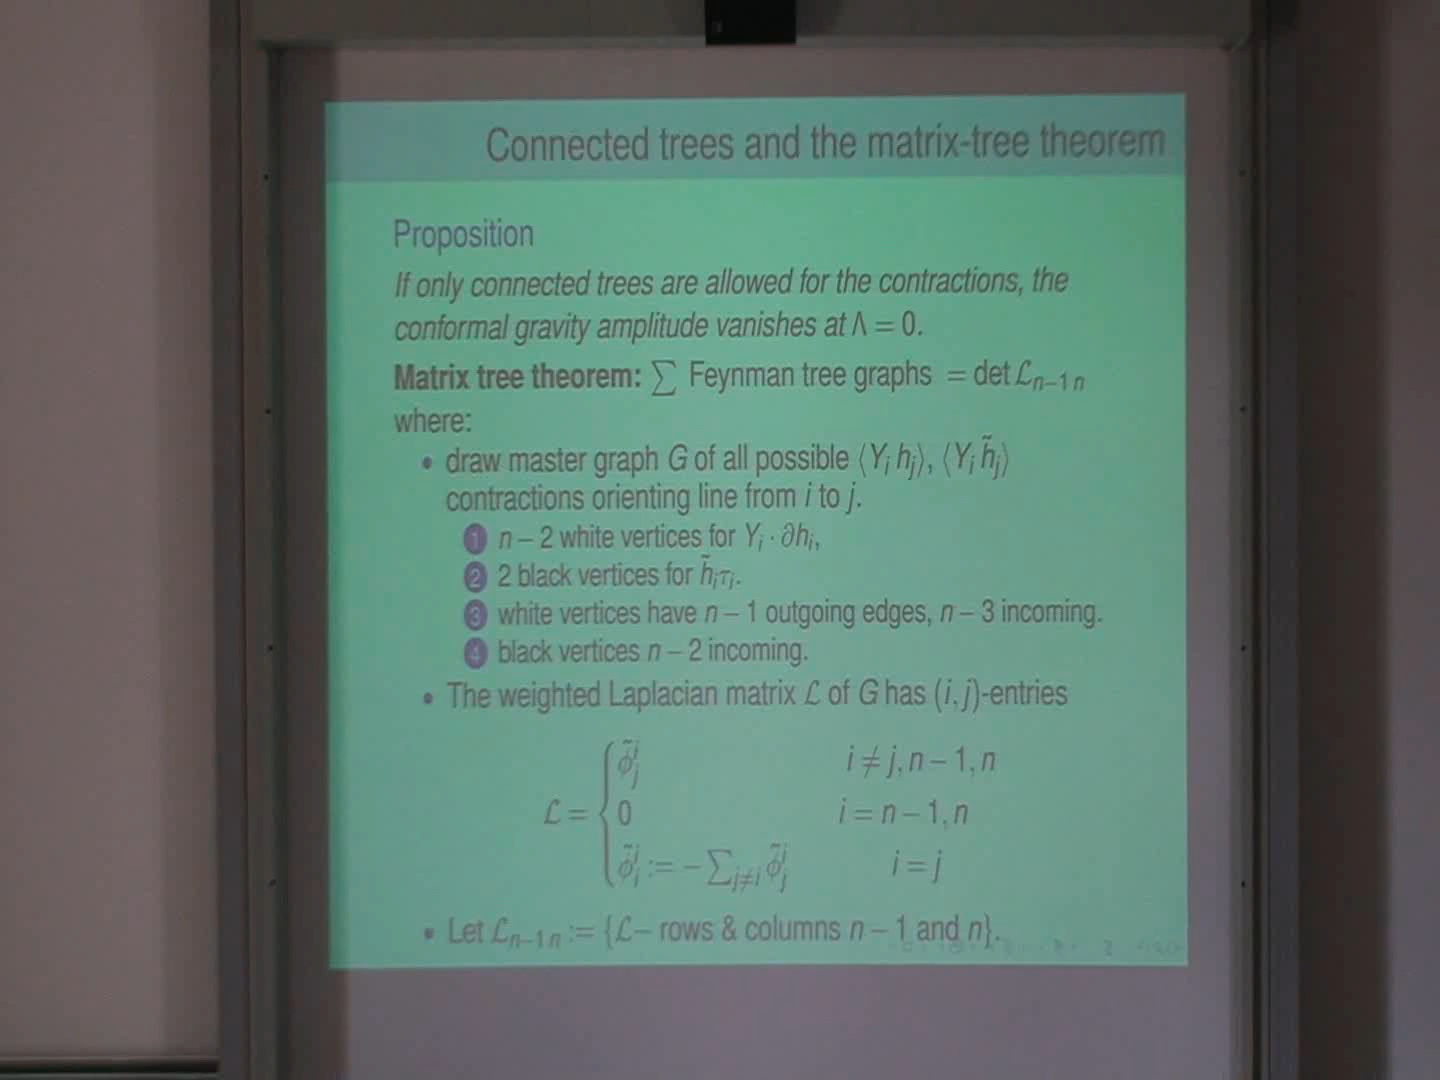 Connected trees and the matrix-tree theorem
Proposition
If only connected trees are allowed for the contractions, the
conformal gravity amplitude vanishes at Λ = 0.
Matrix tree theorem: ∑ Feynman tree graphs = det ℒ_{n−1 n}
where:
• draw master graph G of all possible ⟨Y_i h_j⟩, ⟨Y_i h̃_j⟩
contractions orienting line from i to j.
1 n − 2 white vertices for Y_i · ∂h_i,
2 2 black vertices for h̃_i τ_i.
3 white vertices have n − 1 outgoing edges, n − 3 incoming.
4 black vertices n − 2 incoming.
• The weighted Laplacian matrix ℒ of G has (i, j)-entries
φ̃^i_j i ≠ j, n − 1, n
ℒ = { 0 i = n − 1, n
φ̃^i_i := − ∑_{j≠i} φ̃^i_j i = j
• Let ℒ_{n−1 n} := {ℒ− rows & columns n − 1 and n}.